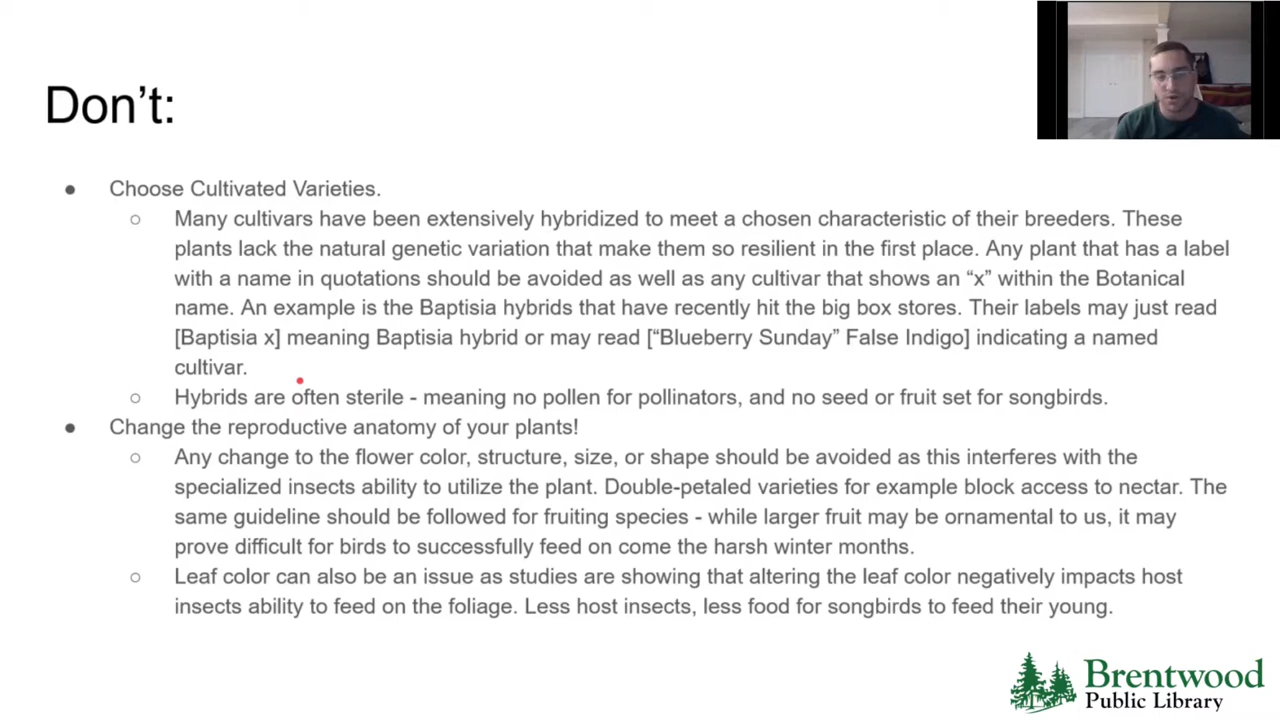 Don't:
● Choose Cultivated Varieties.
○ Many cultivars have been extensively hybridized to meet a chosen characteristic of their breeders. These
plants lack the natural genetic variation that make them so resilient in the first place. Any plant that has a label
with a name in quotations should be avoided as well as any cultivar that shows an “x” within the Botanical
name. An example is the Baptisia hybrids that have recently hit the big box stores. Their labels may just read
[Baptisia x] meaning Baptisia hybrid or may read [“Blueberry Sunday” False Indigo] indicating a named
cultivar.
○ Hybrids are often sterile - meaning no pollen for pollinators, and no seed or fruit set for songbirds.
● Change the reproductive anatomy of your plants!
○ Any change to the flower color, structure, size, or shape should be avoided as this interferes with the
specialized insects ability to utilize the plant. Double-petaled varieties for example block access to nectar. The
same guideline should be followed for fruiting species - while larger fruit may be ornamental to us, it may
prove difficult for birds to successfully feed on come the harsh winter months.
○ Leaf color can also be an issue as studies are showing that altering the leaf color negatively impacts host
insects ability to feed on the foliage. Less host insects, less food for songbirds to feed their young.
Brentwood
Public Library